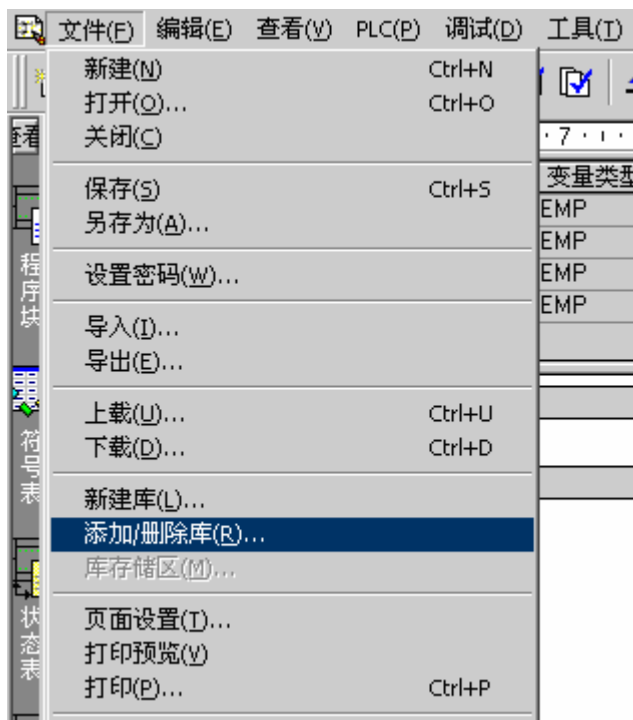 文件(F) 编辑(E) 查看(V) PLC(P) 调试(D) 工具(T)
新建(N) Ctrl+N
打开(O)... Ctrl+O
关闭(C)
保存(S) Ctrl+S
另存为(A)...
设置密码(W)...
导入(I)...
导出(E)...
上载(U)... Ctrl+U
下载(D)... Ctrl+D
新建库(L)...
添加/删除库(R)...
库存储区(M)...
页面设置(T)...
打印预览(V)
打印(P)... Ctrl+P
查看
程序块
符号表
状态表
· 7 · ı ·
变量类型
EMP
EMP
EMP
EMP